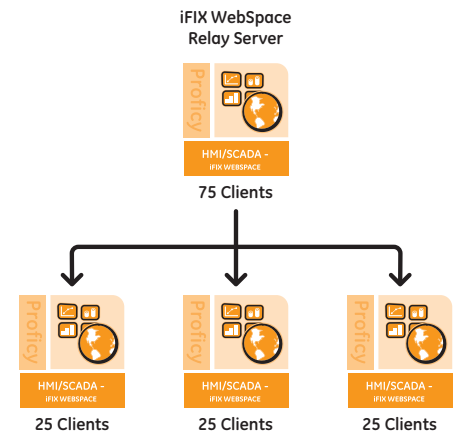 iFIX WebSpace
Relay Server
Proficy
HMI/SCADA -
iFIX WEBSPACE
75 Clients
Proficy
HMI/SCADA -
iFIX WEBSPACE
25 Clients
Proficy
HMI/SCADA -
iFIX WEBSPACE
25 Clients
Proficy
HMI/SCADA -
iFIX WEBSPACE
25 Clients